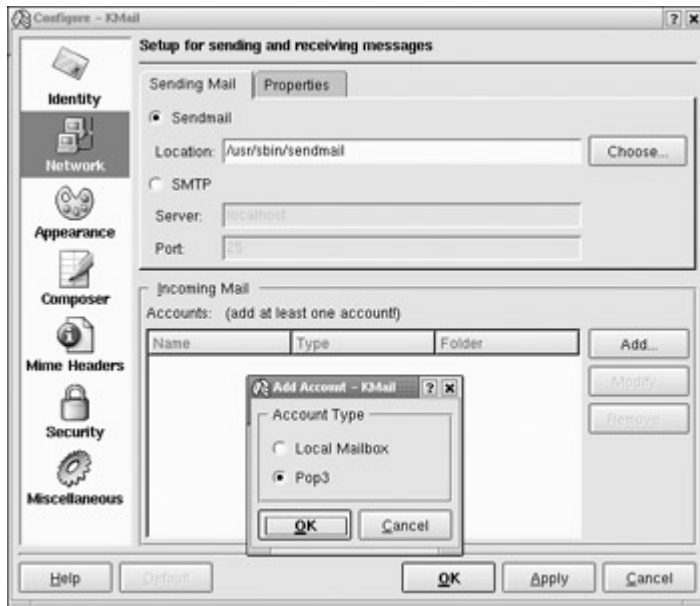 Configure - KMail
Identity
Network
Appearance
Composer
Mime Headers
Security
Miscellaneous
Setup for sending and receiving messages
Sending Mail Properties
Sendmail
Location: /usr/sbin/sendmail Choose...
SMTP
Server: localhost
Port: 25
Incoming Mail
Accounts: (add at least one account!)
Name Type Folder
Add...
Modify...
Remove...
Add Account - KMail
Account Type
Local Mailbox
Pop3
OK Cancel
Help Default OK Apply Cancel